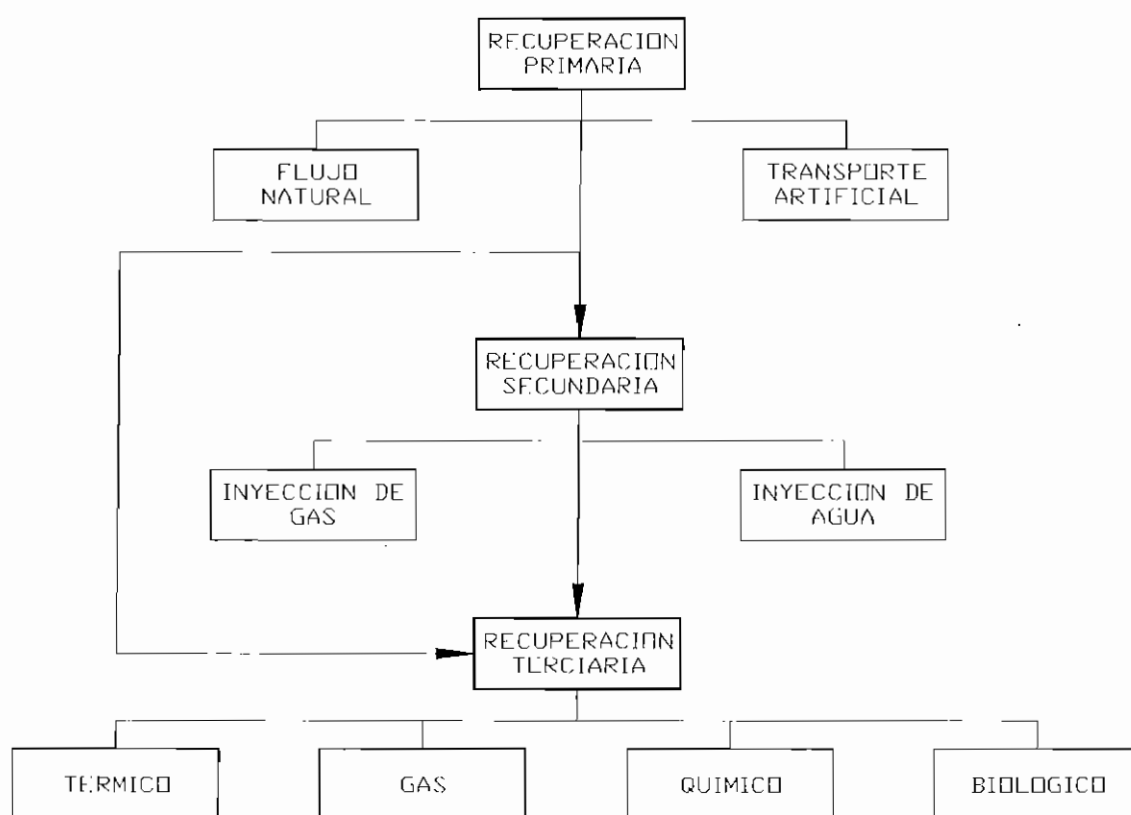 RECUPERACION
PRIMARIA
FLUJO
NATURAL
TRANSPORTE
ARTIFICIAL
RECUPERACION
SECUNDARIA
INYECCION DE
GAS
INYECCION DE
AGUA
RECUPERACION
TERCIARIA
TERMICO
GAS
QUIMICO
BIOLOGICO